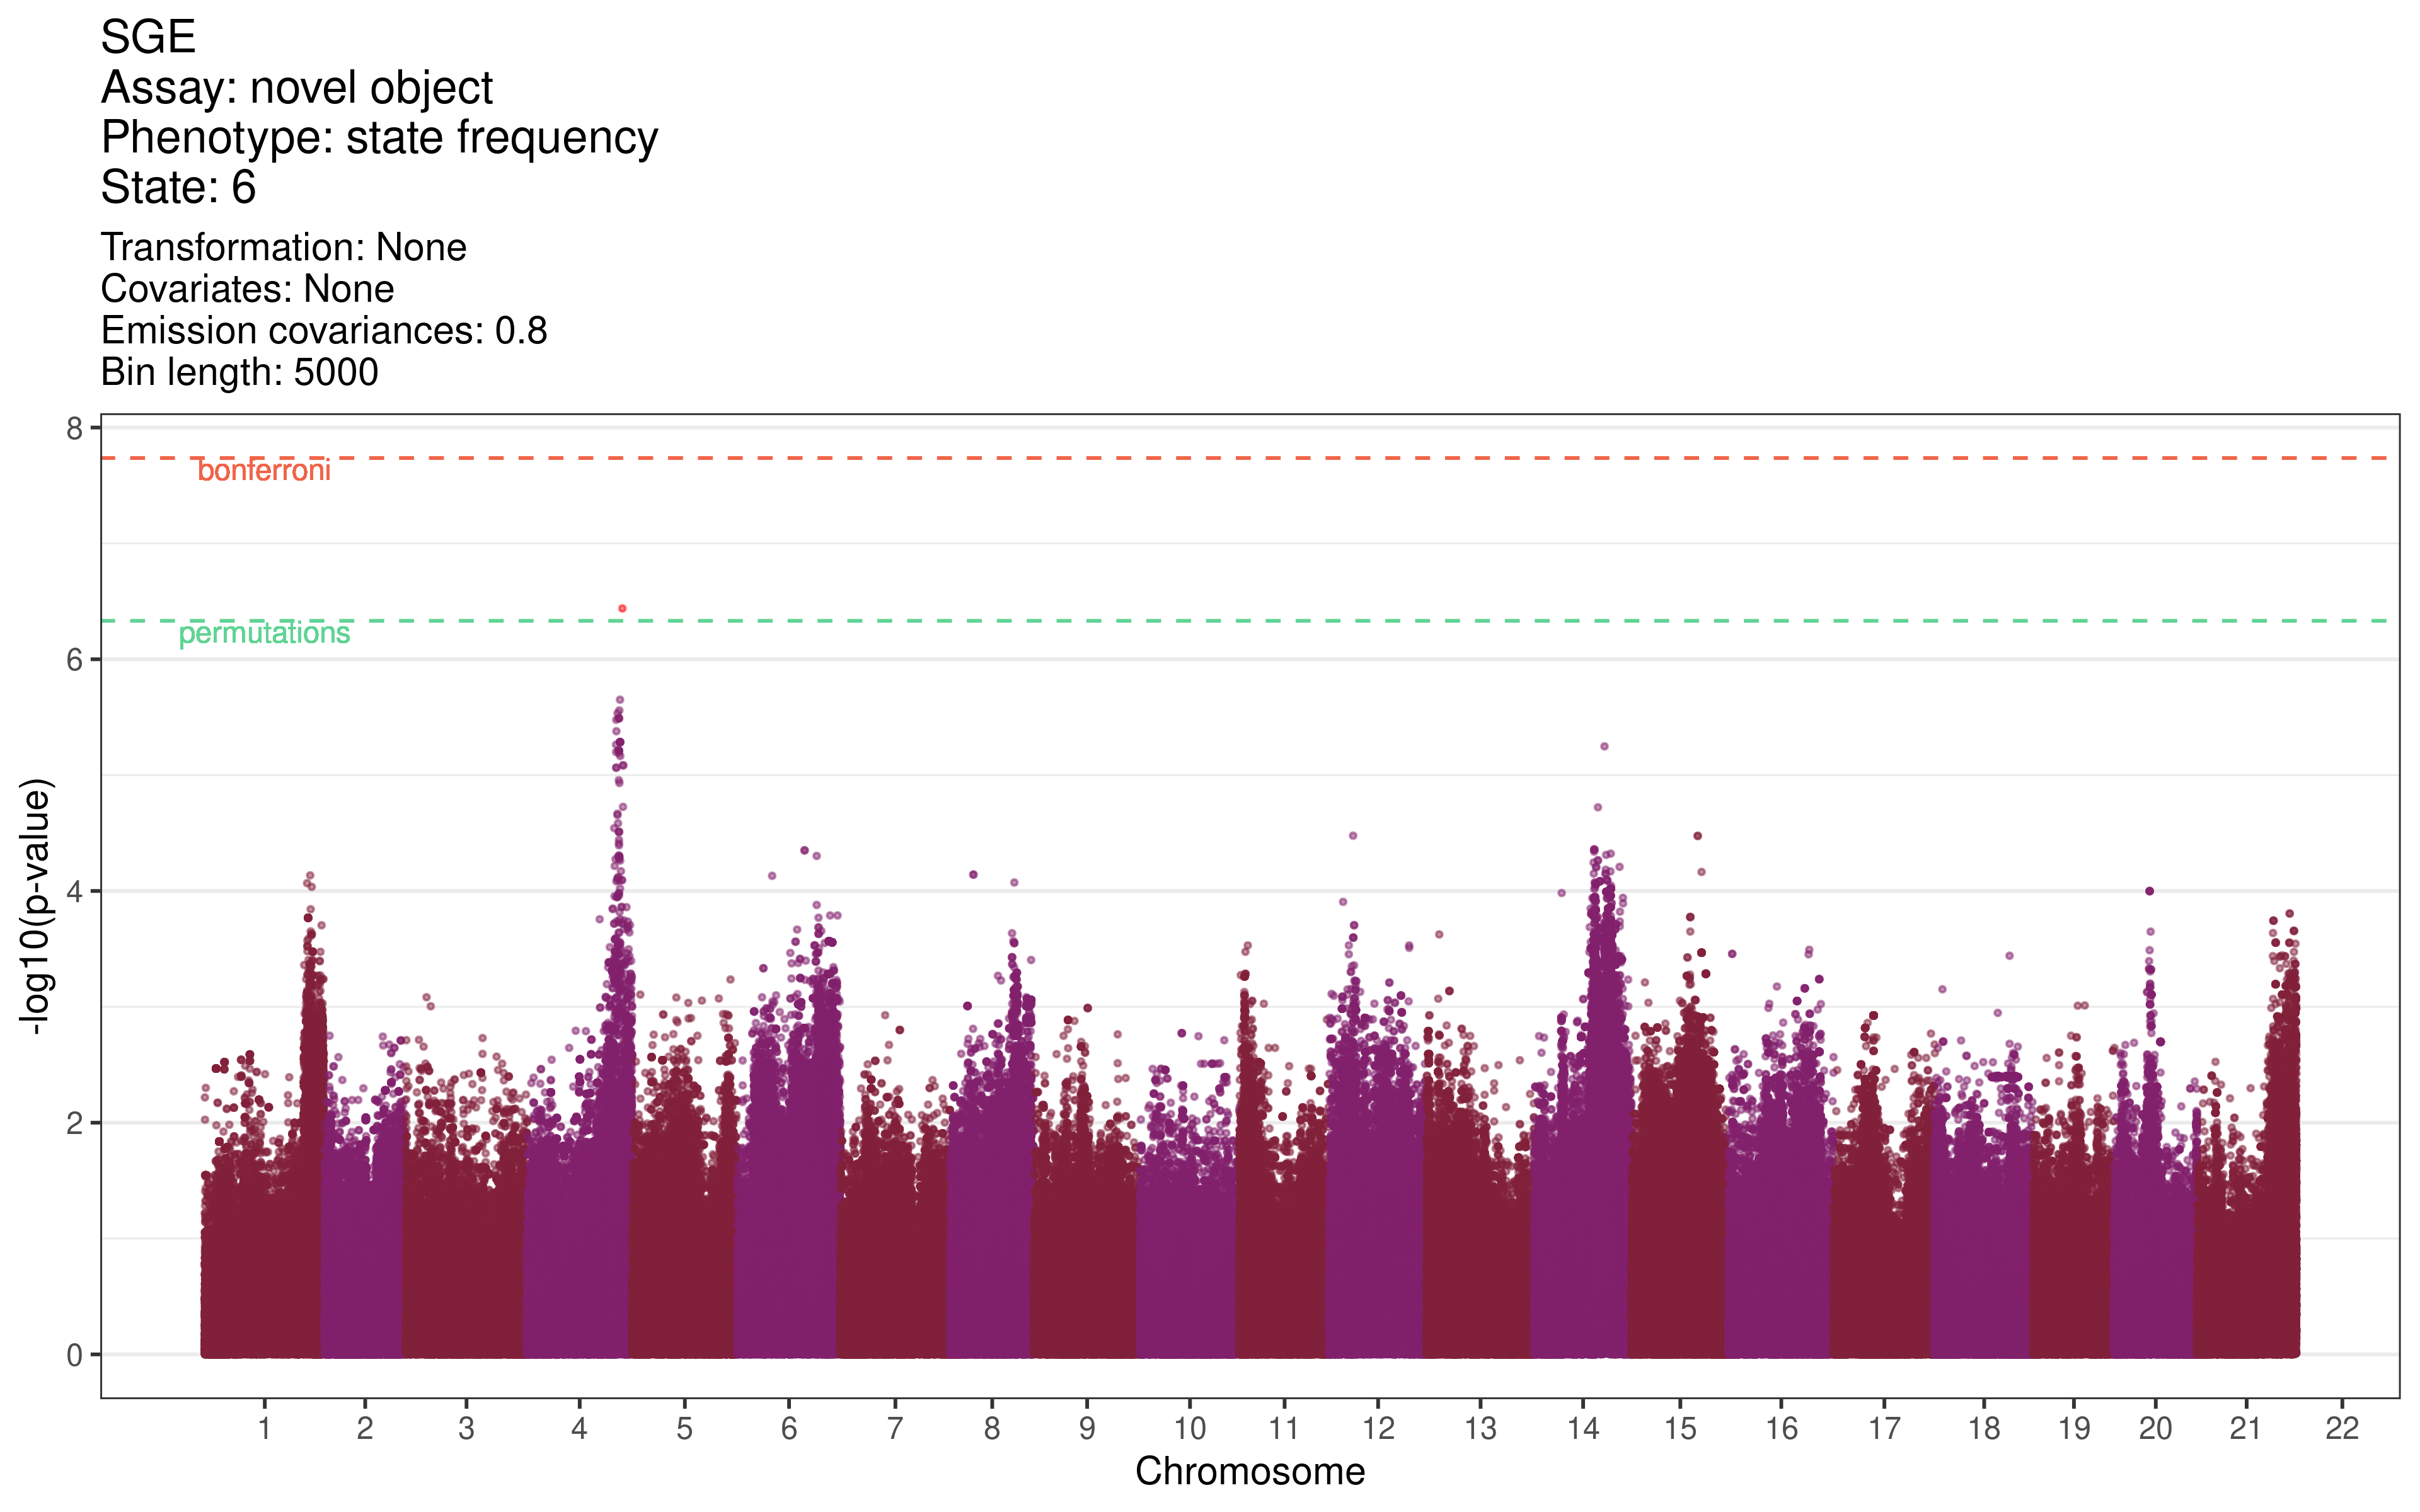 SGE
Assay: novel object
Phenotype: state frequency
State: 6
Transformation: None
Covariates: None
Emission covariances: 0.8
Bin length: 5000
8
bonferroni
permutations
6
4
2
0
-log10(p-value)
1 2 3 4 5 6 7 8 9 10 11 12 13 14 15 16 17 18 19 20 21 22
Chromosome